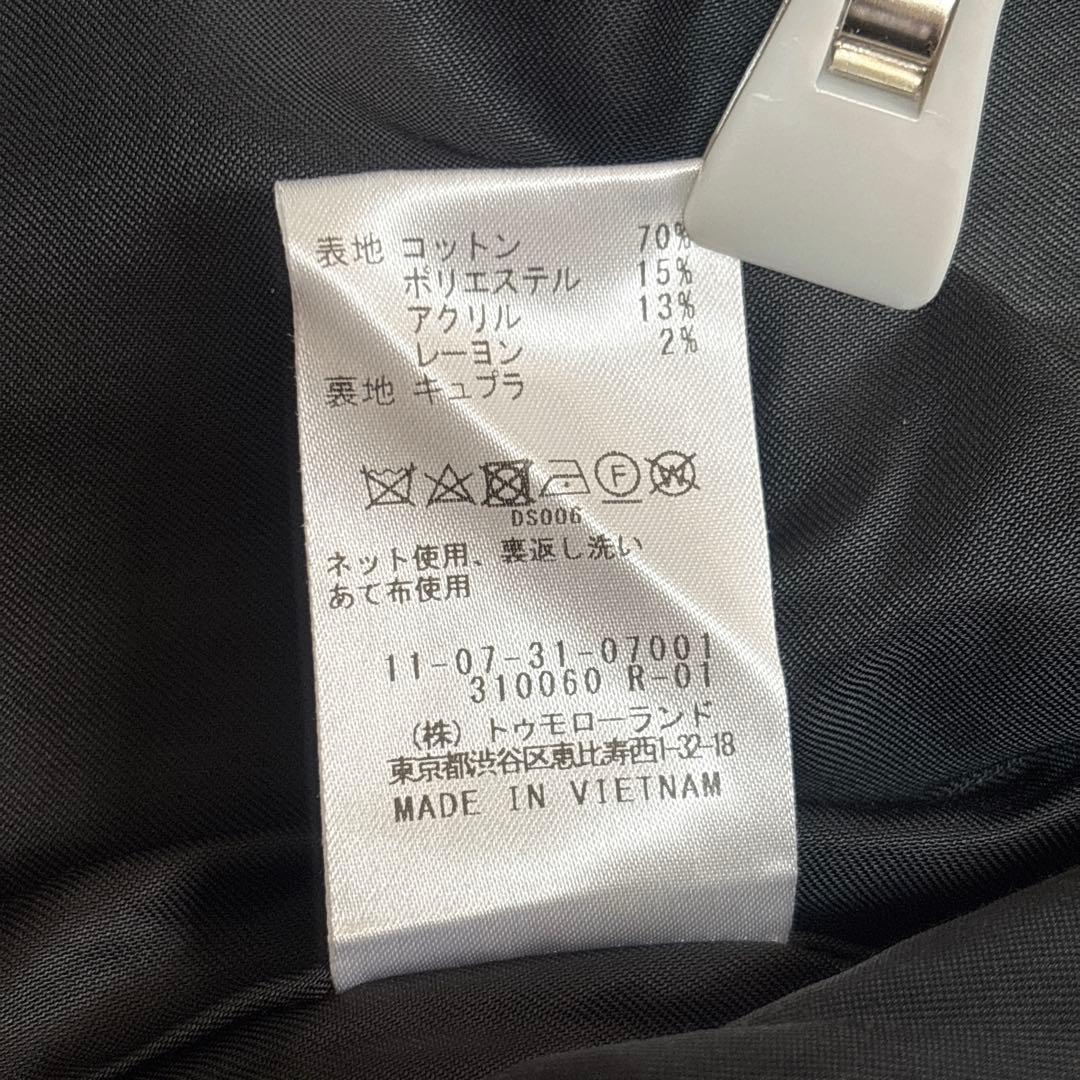 表地 コットン 70%
ポリエステル 15%
アクリル 13%
レーヨン 2%
裏地 キュプラ
F W
DS006
ネット使用、裏返し洗い
あて布使用
11-07-31-07001
310060 R-01
(株) トゥモローランド
東京都渋谷区恵比寿西1-32-18
MADE IN VIETNAM